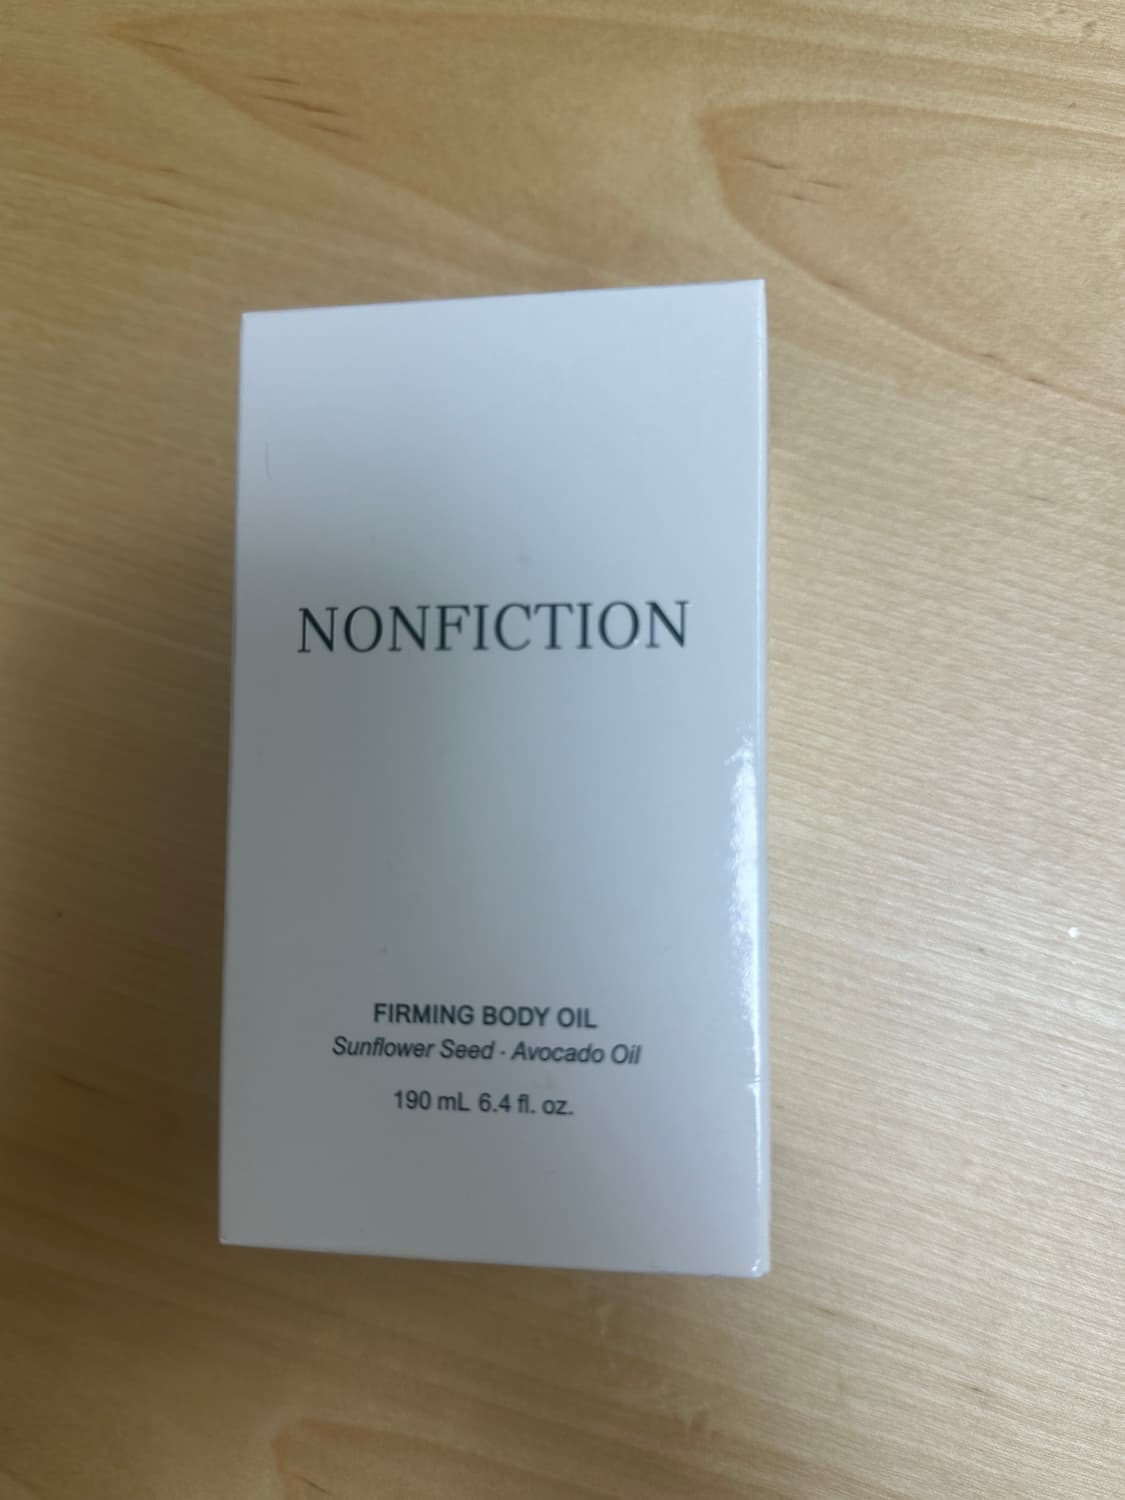 NONFICTION
FIRMING BODY OIL
Sunflower Seed · Avocado Oil
190 mL 6.4 fl. oz.